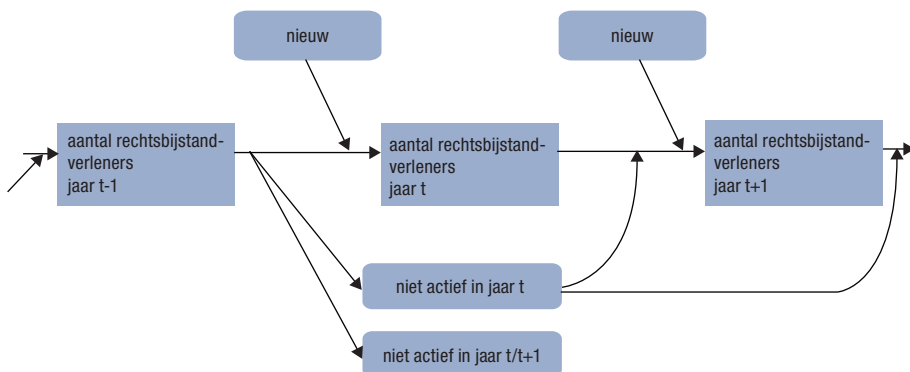 nieuw
nieuw
aantal rechtsbijstand-
verleners
jaar t-1
aantal rechtsbijstand-
verleners
jaar t
aantal rechtsbijstand-
verleners
jaar t+1
niet actief in jaar t
niet actief in jaar t/t+1